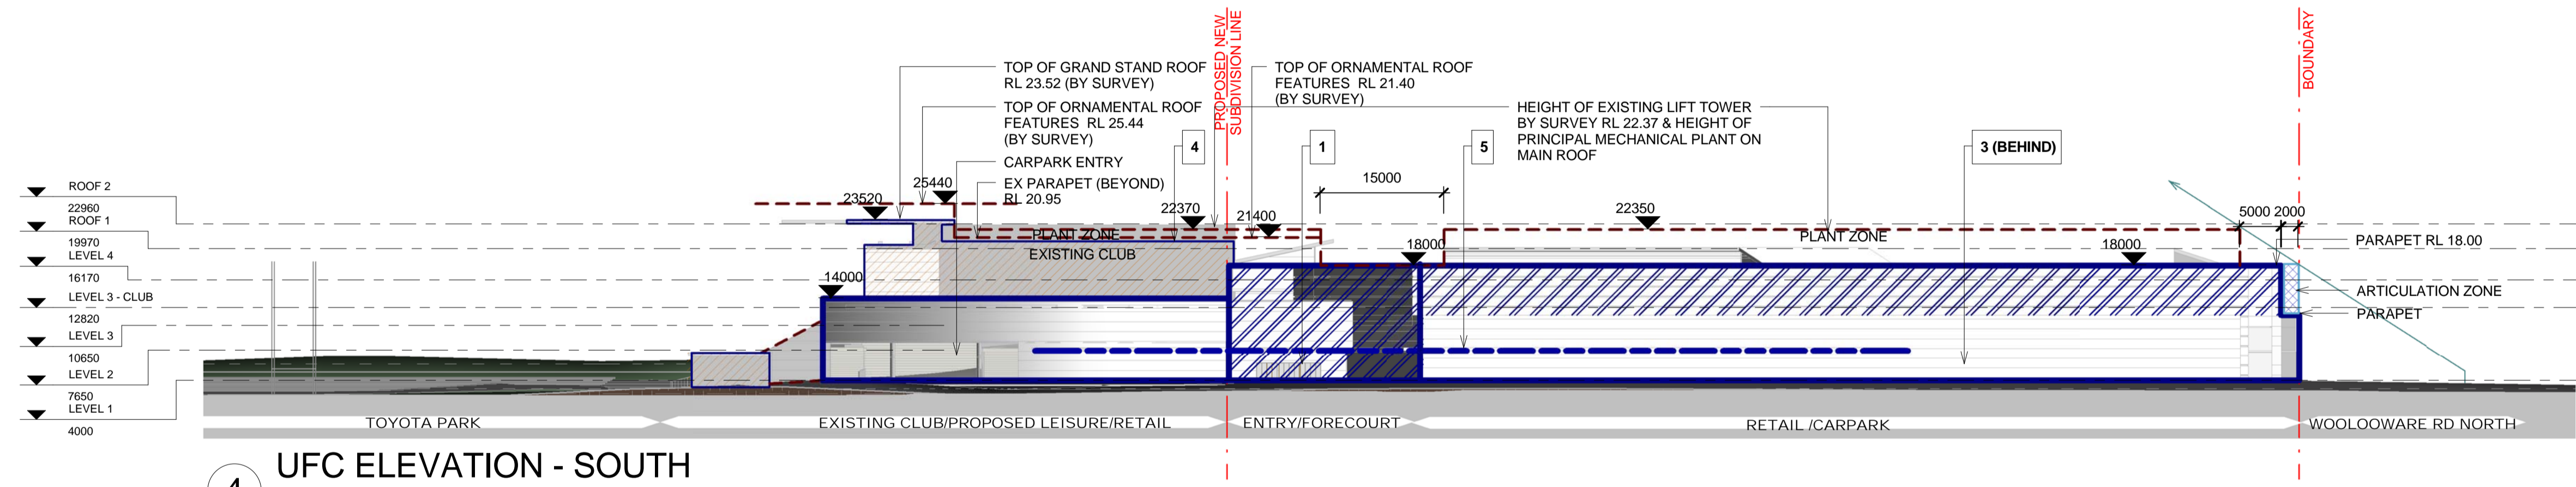 PROPOSED NEW
SUBDIVISION LINE
BOUNDARY
TOP OF GRAND STAND ROOF
RL 23.52 (BY SURVEY)
TOP OF ORNAMENTAL ROOF
FEATURES RL 25.44
(BY SURVEY)
CARPARK ENTRY
EX PARAPET (BEYOND)
RL 20.95
TOP OF ORNAMENTAL ROOF
FEATURES RL 21.40
(BY SURVEY)
HEIGHT OF EXISTING LIFT TOWER
BY SURVEY RL 22.37 & HEIGHT OF
PRINCIPAL MECHANICAL PLANT ON
MAIN ROOF
4
1
5
3 (BEHIND)
15000
23520
25440
22370
21400
22350
5000 2000
18000
18000
14000
PLANT ZONE
EXISTING CLUB
PLANT ZONE
PARAPET RL 18.00
ARTICULATION ZONE
PARAPET
ROOF 2
22960
ROOF 1
19970
LEVEL 4
16170
LEVEL 3 - CLUB
12820
LEVEL 3
10650
LEVEL 2
7650
LEVEL 1
4000
TOYOTA PARK
EXISTING CLUB/PROPOSED LEISURE/RETAIL
ENTRY/FORECOURT
RETAIL /CARPARK
WOOLOOWARE RD NORTH
4
UFC ELEVATION - SOUTH